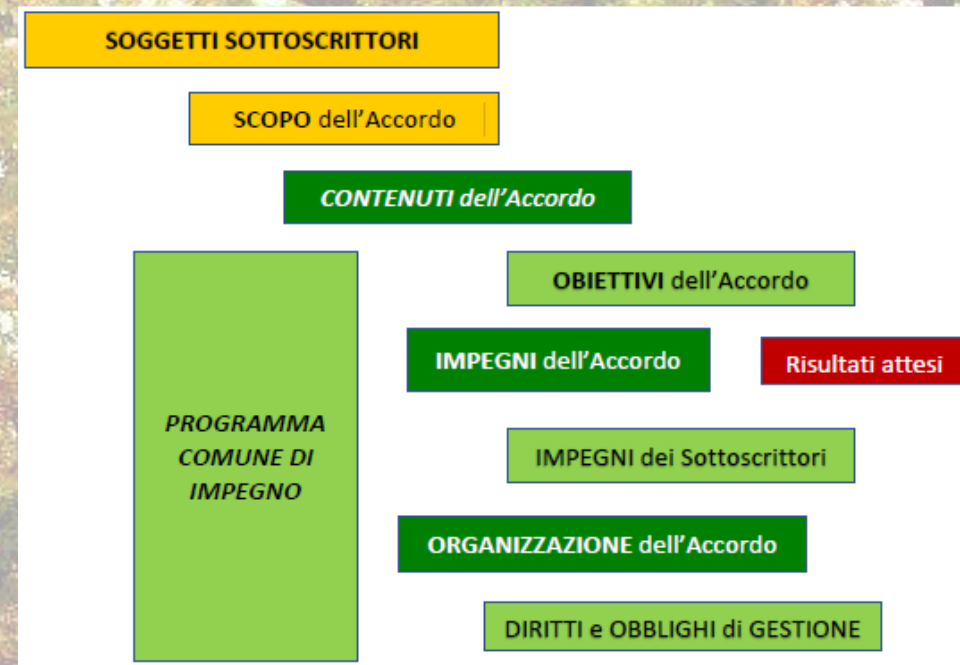 SOGGETTI SOTTOSCRITTORI
SCOPO dell'Accordo
CONTENUTI dell'Accordo
OBIETTIVI dell'Accordo
IMPEGNI dell'Accordo
Risultati attesi
PROGRAMMA
COMUNE DI
IMPEGNO
IMPEGNI dei Sottoscrittori
ORGANIZZAZIONE dell'Accordo
DIRITTI e OBBLIGHI di GESTIONE